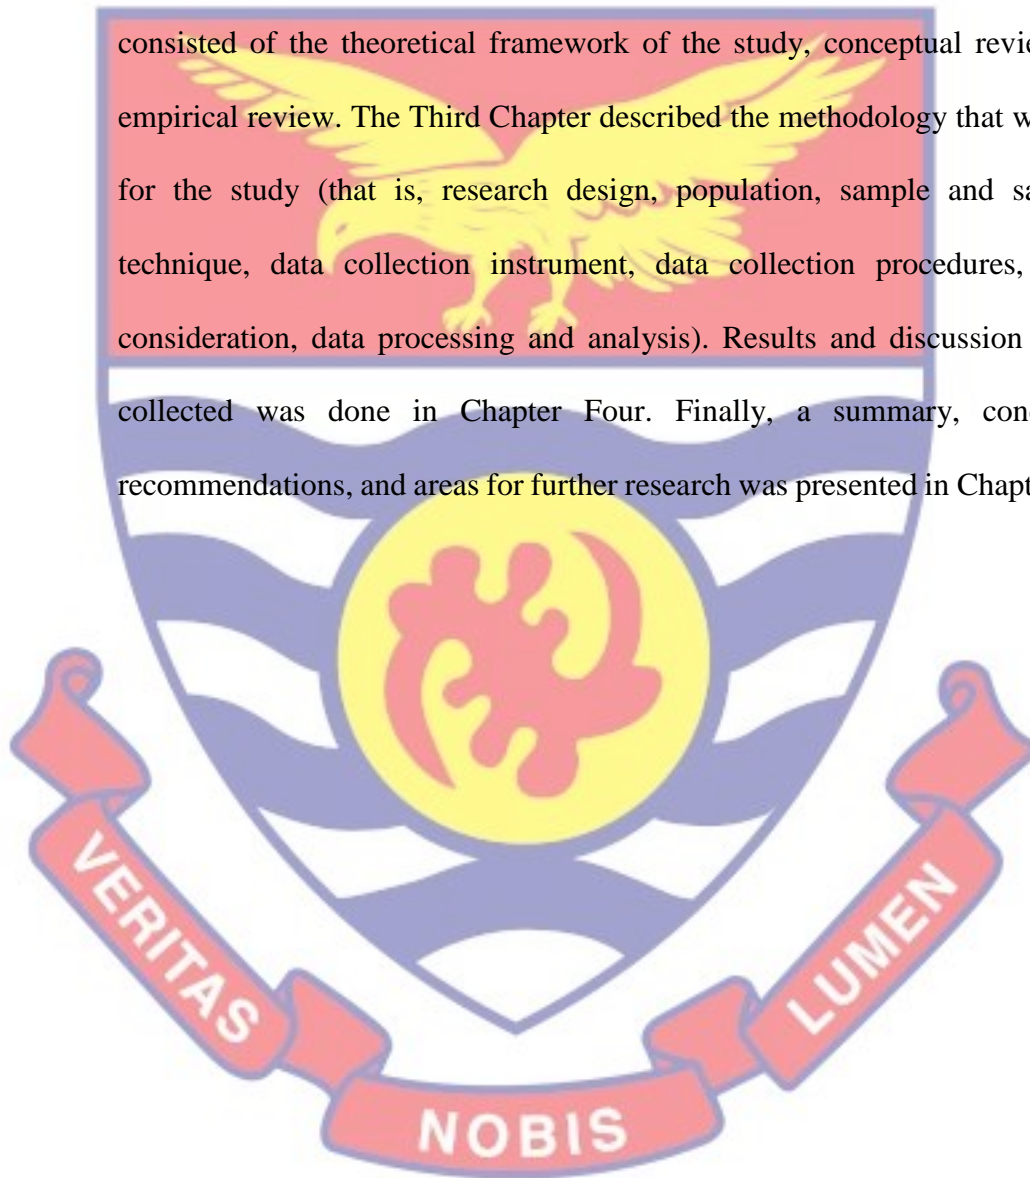 consisted of the theoretical framework of the study, conceptual revie
empirical review. The Third Chapter described the methodology that w
for the study (that is, research design, population, sample and sa
technique, data collection instrument, data collection procedures,
consideration, data processing and analysis). Results and discussion
collected was done in Chapter Four. Finally, a summary, conc
recommendations, and areas for further research was presented in Chapt
VERITAS
NOBIS
LUMEN